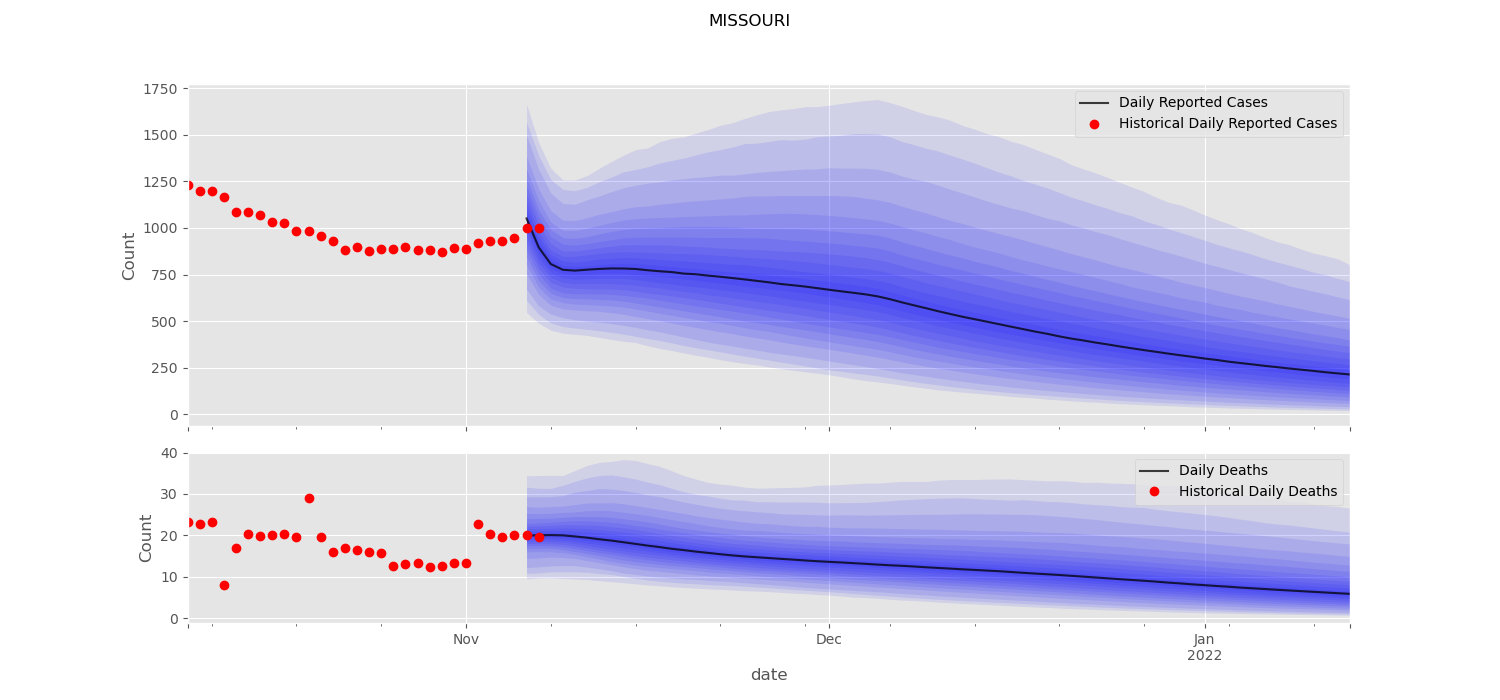 MISSOURI
1750
1500
1250
1000
750
500
250
0
Count
Daily Reported Cases
Historical Daily Reported Cases
40
30
20
10
0
Count
Daily Deaths
Historical Daily Deaths
Nov
Dec
Jan
2022
date